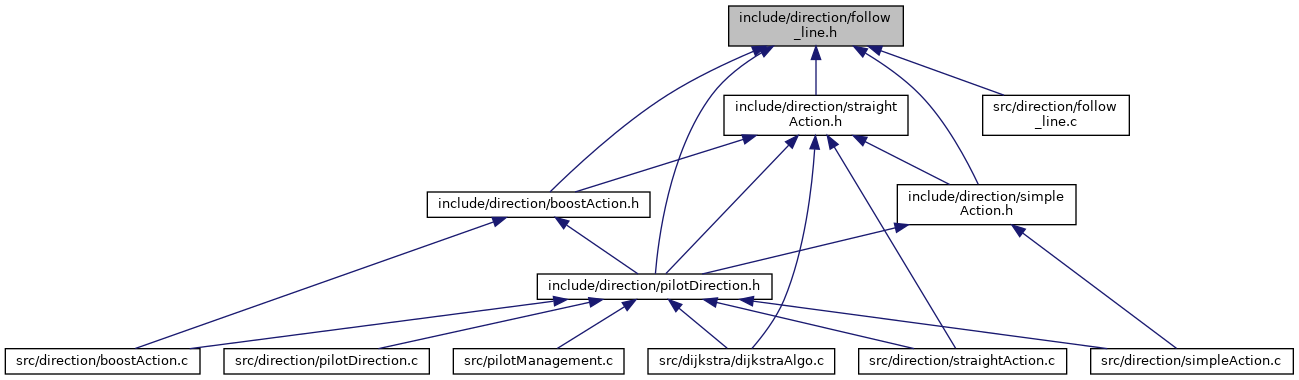 include/direction/follow
_line.h
include/direction/straight
Action.h
src/direction/follow
_line.c
include/direction/boostAction.h
include/direction/simple
Action.h
include/direction/pilotDirection.h
src/direction/boostAction.c
src/direction/pilotDirection.c
src/pilotManagement.c
src/dijkstra/dijkstraAlgo.c
src/direction/straightAction.c
src/direction/simpleAction.c